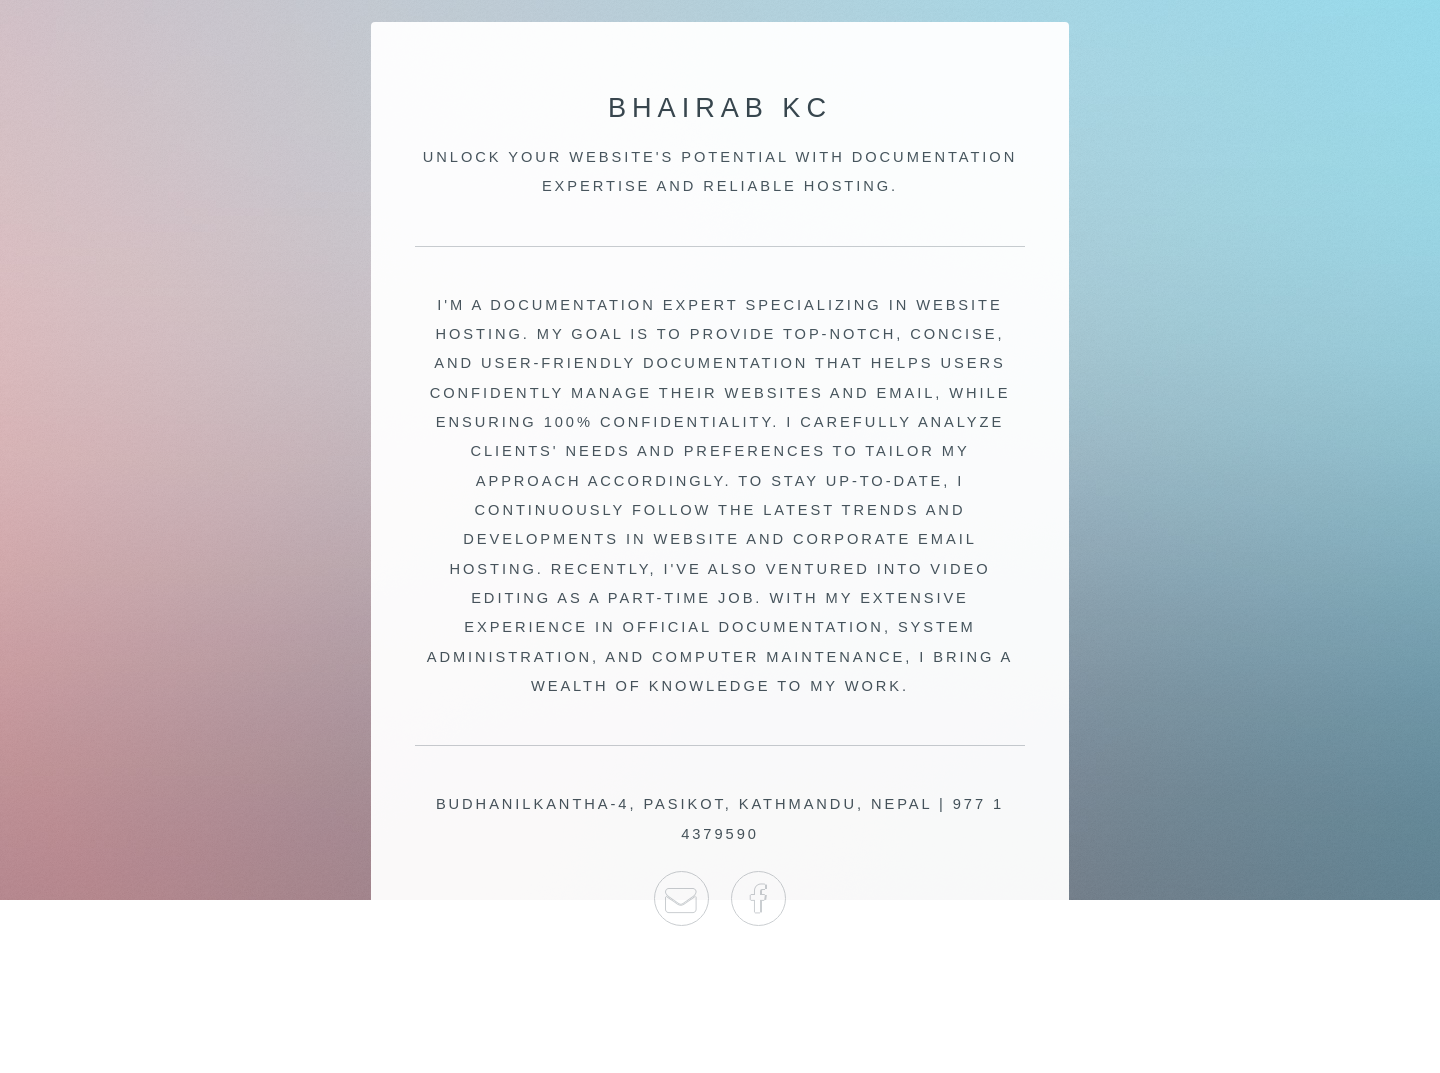 BHAIRAB KC
UNLOCK YOUR WEBSITE'S POTENTIAL WITH DOCUMENTATION
EXPERTISE AND RELIABLE HOSTING.
I'M A DOCUMENTATION EXPERT SPECIALIZING IN WEBSITE
HOSTING. MY GOAL IS TO PROVIDE TOP-NOTCH, CONCISE,
AND USER-FRIENDLY DOCUMENTATION THAT HELPS USERS
CONFIDENTLY MANAGE THEIR WEBSITES AND EMAIL, WHILE
ENSURING 100% CONFIDENTIALITY. I CAREFULLY ANALYZE
CLIENTS' NEEDS AND PREFERENCES TO TAILOR MY
APPROACH ACCORDINGLY. TO STAY UP-TO-DATE, I
CONTINUOUSLY FOLLOW THE LATEST TRENDS AND
DEVELOPMENTS IN WEBSITE AND CORPORATE EMAIL
HOSTING. RECENTLY, I'VE ALSO VENTURED INTO VIDEO
EDITING AS A PART-TIME JOB. WITH MY EXTENSIVE
EXPERIENCE IN OFFICIAL DOCUMENTATION, SYSTEM
ADMINISTRATION, AND COMPUTER MAINTENANCE, I BRING A
WEALTH OF KNOWLEDGE TO MY WORK.
BUDHANILKANTHA-4, PASIKOT, KATHMANDU, NEPAL | 977 1
4379590